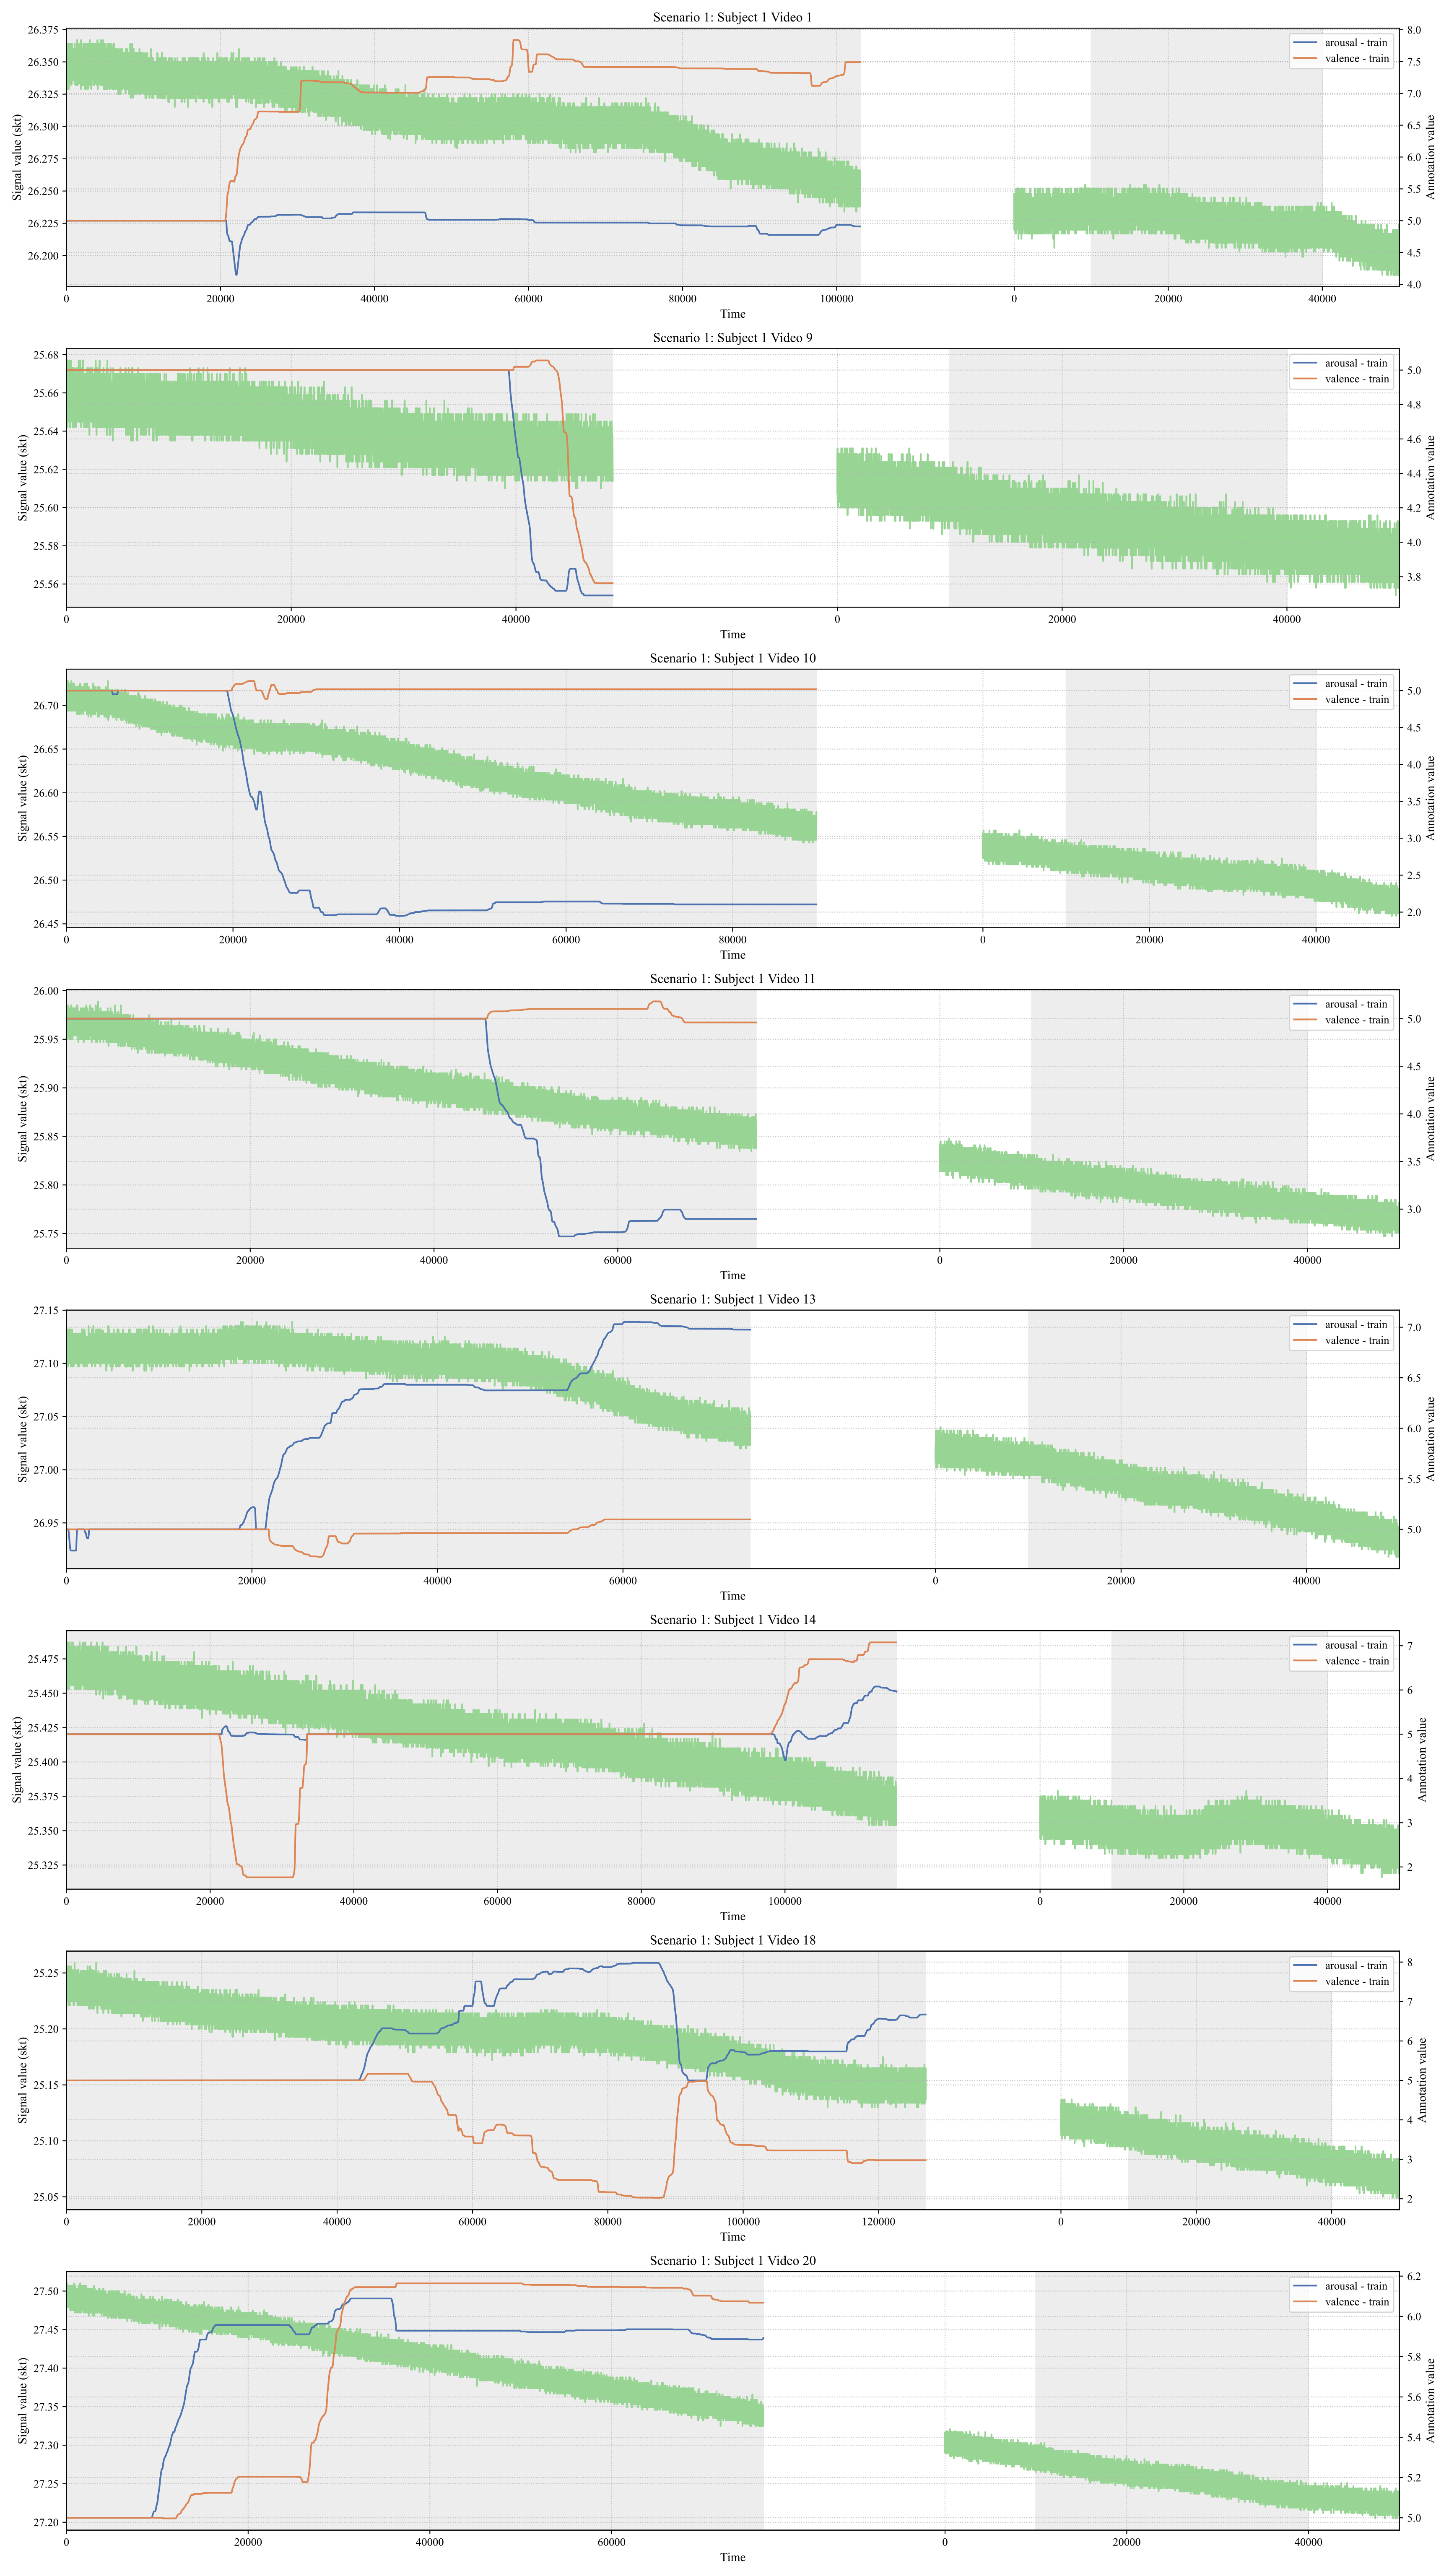 Scenario 1: Subject 1 Video 1
26.375 26.350 26.325 26.300 26.275 26.250 26.225 26.200
Signal value (skt)
8.0 7.5 7.0 6.5 6.0 5.5 5.0 4.5 4.0
Annotation value
arousal - train
valence - train
0 20000 40000 60000 80000 100000 0 20000 40000
Time
Scenario 1: Subject 1 Video 9
25.68 25.66 25.64 25.62 25.60 25.58 25.56
Signal value (skt)
5.0 4.8 4.6 4.4 4.2 4.0 3.8
Annotation value
arousal - train
valence - train
0 20000 40000 0 20000 40000
Time
Scenario 1: Subject 1 Video 10
26.70 26.65 26.60 26.55 26.50 26.45
Signal value (skt)
5.0 4.5 4.0 3.5 3.0 2.5 2.0
Annotation value
arousal - train
valence - train
0 20000 40000 60000 80000 0 20000 40000
Time
Scenario 1: Subject 1 Video 11
26.00 25.95 25.90 25.85 25.80 25.75
Signal value (skt)
5.0 4.5 4.0 3.5 3.0
Annotation value
arousal - train
valence - train
0 20000 40000 60000 0 20000 40000
Time
Scenario 1: Subject 1 Video 13
27.15 27.10 27.05 27.00 26.95
Signal value (skt)
7.0 6.5 6.0 5.5 5.0
Annotation value
arousal - train
valence - train
0 20000 40000 60000 0 20000 40000
Time
Scenario 1: Subject 1 Video 14
25.475 25.450 25.425 25.400 25.375 25.350 25.325
Signal value (skt)
7 6 5 4 3 2
Annotation value
arousal - train
valence - train
0 20000 40000 60000 80000 100000 0 20000 40000
Time
Scenario 1: Subject 1 Video 18
25.25 25.20 25.15 25.10 25.05
Signal value (skt)
8 7 6 5 4 3 2
Annotation value
arousal - train
valence - train
0 20000 40000 60000 80000 100000 120000 0 20000 40000
Time
Scenario 1: Subject 1 Video 20
27.50 27.45 27.40 27.35 27.30 27.25 27.20
Signal value (skt)
6.2 6.0 5.8 5.6 5.4 5.2 5.0
Annotation value
arousal - train
valence - train
0 20000 40000 60000 0 20000 40000
Time